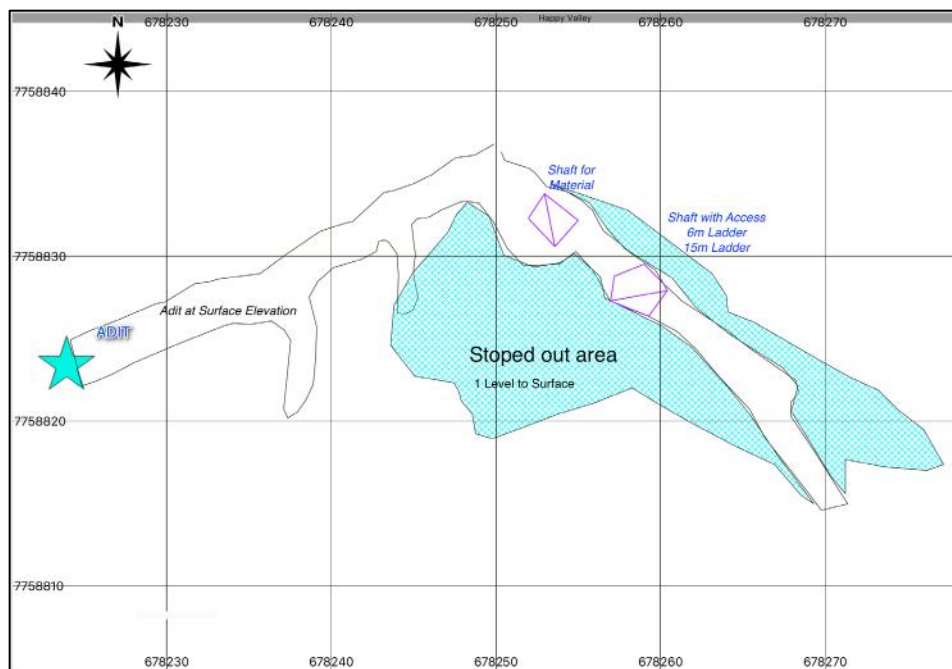 Happy Valley
678230 678240 678250 678260 678270
N
7758840
Shaft for
Material
Shaft with Access
6m Ladder
15m Ladder
7758830
Adit at Surface Elevation
ADIT
Stoped out area
1 Level to Surface
7758820
7758810
678230 678240 678250 678260 678270